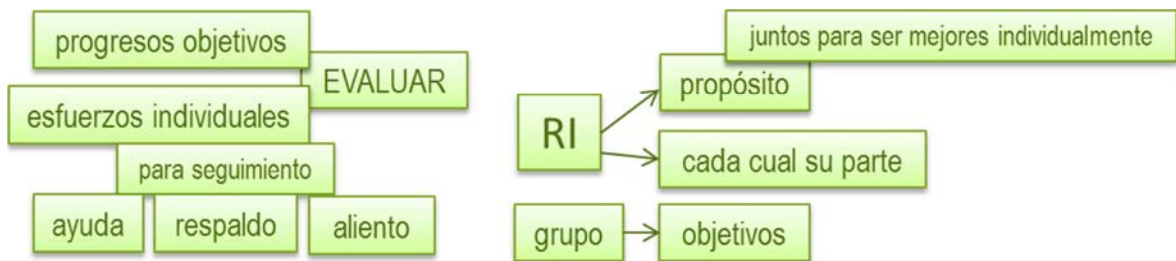 progresos objetivos
EVALUAR
esfuerzos individuales
para seguimiento
ayuda
respaldo
aliento
juntos para ser mejores individualmente
propósito
RI
cada cual su parte
grupo
objetivos